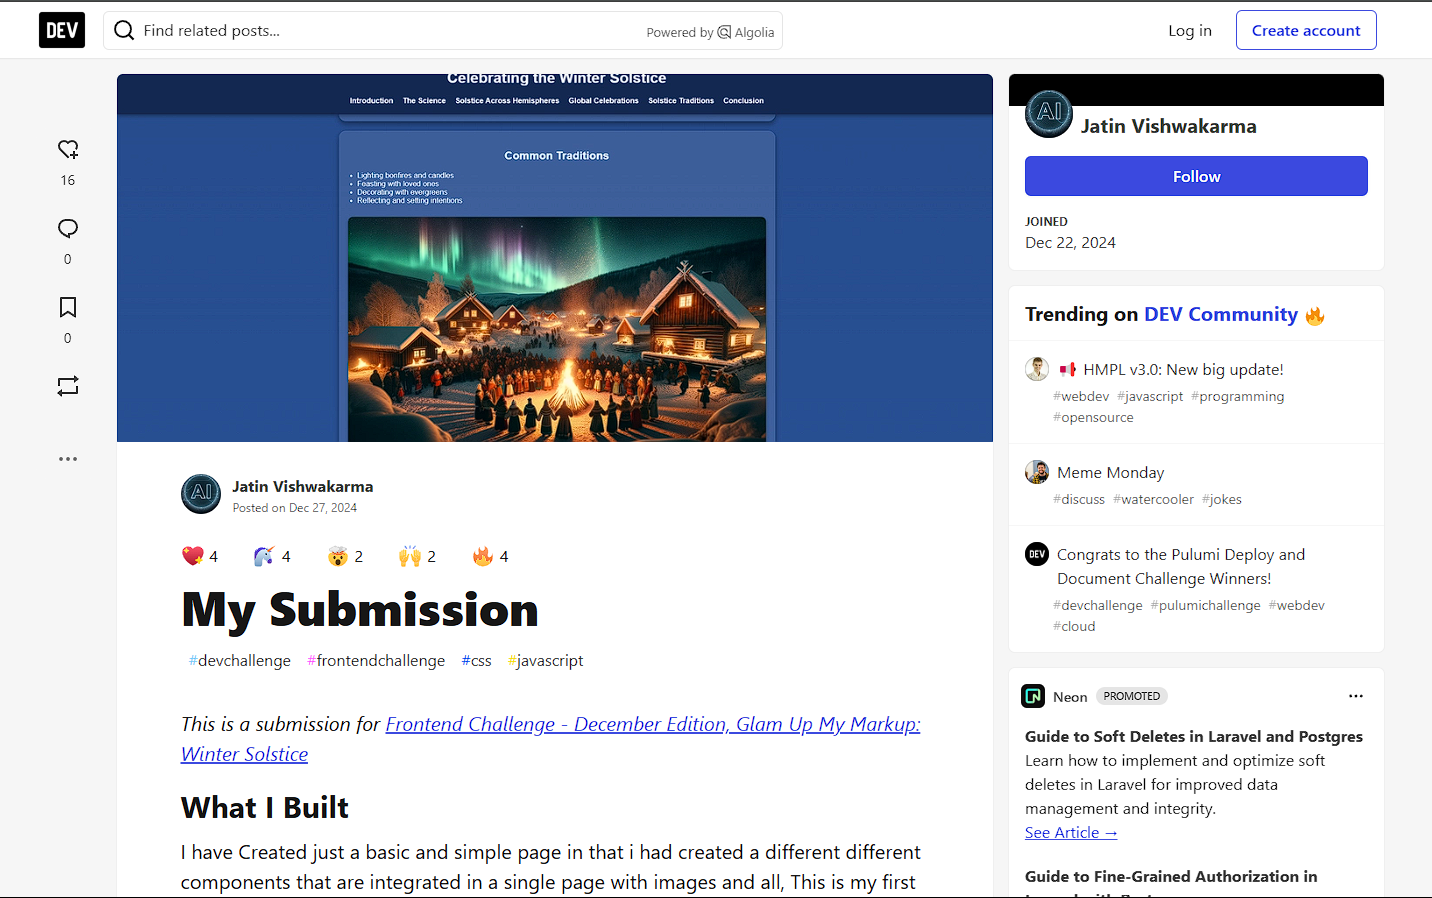 DEV
Find related posts...
Powered by Algolia
Log in
Create account
16
0
0
Celebrating the Winter Solstice
Introduction The Science Solstice Across Hemispheres Global Celebrations Solstice Traditions Conclusion
Common Traditions
• Lighting bonfires and candles
• Feasting with loved ones
• Decorating with evergreens
• Reflecting and setting intentions
AI
Jatin Vishwakarma
Posted on Dec 27, 2024
4 4 2 2 4
My Submission
#devchallenge #frontendchallenge #css #javascript
This is a submission for Frontend Challenge - December Edition, Glam Up My Markup:
Winter Solstice
What I Built
I have Created just a basic and simple page in that i had created a different different
components that are integrated in a single page with images and all, This is my first
AI
Jatin Vishwakarma
Follow
JOINED
Dec 22, 2024
Trending on DEV Community
HMPL v3.0: New big update!
#webdev #javascript #programming
#opensource
Meme Monday
#discuss #watercooler #jokes
DEV
Congrats to the Pulumi Deploy and
Document Challenge Winners!
#devchallenge #pulumichallenge #webdev
#cloud
Neon PROMOTED
Guide to Soft Deletes in Laravel and Postgres
Learn how to implement and optimize soft
deletes in Laravel for improved data
management and integrity.
See Article →
Guide to Fine-Grained Authorization in